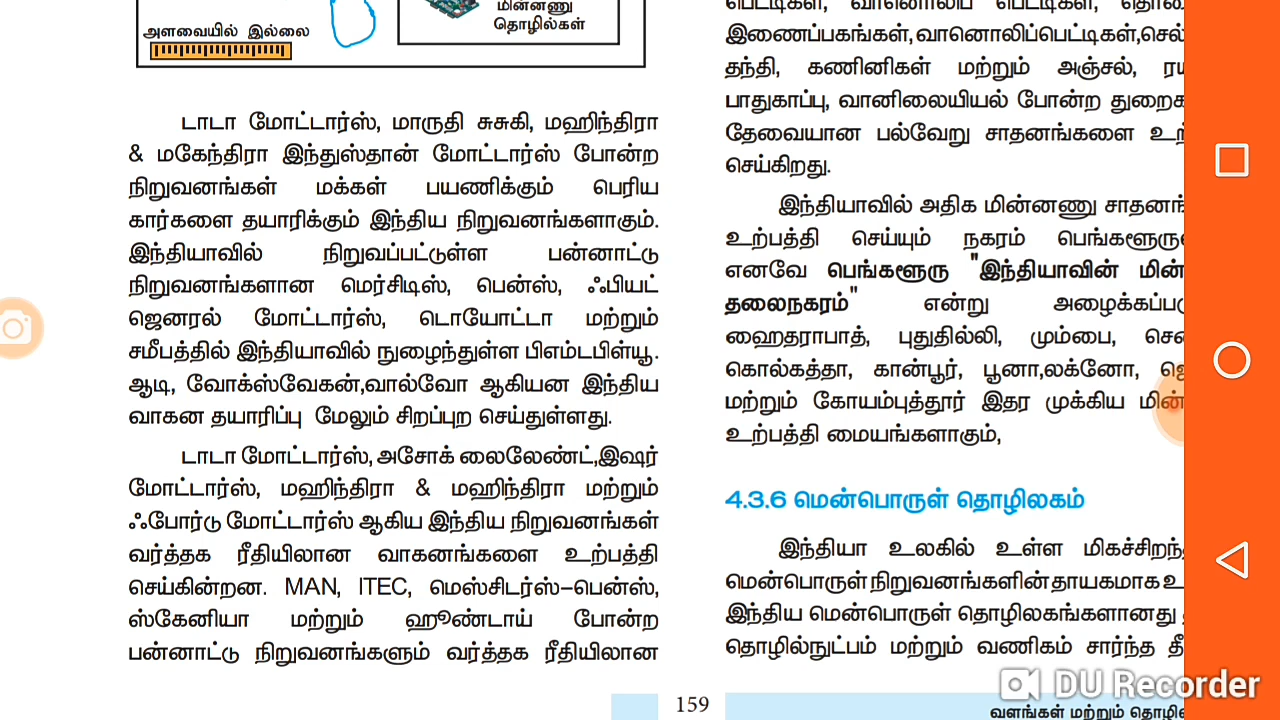 அளவையில் இல்லை
மின்னணு
தொழில்கள்
டாடா மோட்டார்ஸ், மாருதி சுசுகி, மஹிந்திரா
& மகேந்திரா இந்துஸ்தான் மோட்டார்ஸ் போன்ற
நிறுவனங்கள் மக்கள் பயணிக்கும் பெரிய
கார்களை தயாரிக்கும் இந்திய நிறுவனங்களாகும்.
இந்தியாவில் நிறுவப்பட்டுள்ள பன்னாட்டு
நிறுவனங்களான மெர்சிடிஸ், பென்ஸ், ஃபியட்
ஜெனரல் மோட்டார்ஸ், டொயோட்டா மற்றும்
சமீபத்தில் இந்தியாவில் நுழைந்துள்ள பிஎம்டபிள்யூ.
ஆடி, வோக்ஸ்வேகன்,வால்வோ ஆகியன இந்திய
வாகன தயாரிப்பு மேலும் சிறப்புற செய்துள்ளது.
டாடா மோட்டார்ஸ், அசோக் லைலேண்ட்,இஷர்
மோட்டார்ஸ், மஹிந்திரா & மஹிந்திரா மற்றும்
ஃபோர்டு மோட்டார்ஸ் ஆகிய இந்திய நிறுவனங்கள்
வர்த்தக ரீதியிலான வாகனங்களை உற்பத்தி
செய்கின்றன. MAN, ITEC, மெஸ்சிடர்ஸ்–பென்ஸ்,
ஸ்கேனியா மற்றும் ஹூண்டாய் போன்ற
பன்னாட்டு நிறுவனங்களும் வர்த்தக ரீதியிலான
பெட்டிகள், வானொலிப் பெட்டிகள்,
இணைப்பகங்கள், வானொலிப்பெட்டிகள்,செல்
தந்தி, கணினிகள் மற்றும் அஞ்சல்,
பாதுகாப்பு, வானிலையியல் போன்ற
தேவையான பல்வேறு சாதனங்களை
செய்கிறது.
இந்தியாவில் அதிக மின்னணு
உற்பத்தி செய்யும் நகரம்
எனவே பெங்களூரு "இந்தியாவின்
தலைநகரம்" என்று
ஹைதராபாத், புதுதில்லி, மும்பை,
கொல்கத்தா, கான்பூர், பூனா,லக்னோ,
மற்றும் கோயம்புத்தூர் இதர முக்கிய
உற்பத்தி மையங்களாகும்,
4.3.6 மென்பொருள் தொழிலகம்
இந்தியா உலகில் உள்ள
மென்பொருள் நிறுவனங்களின் தாயகமாக
இந்திய மென்பொருள் தொழிலகங்களானது
தொழில்நுட்பம் மற்றும் வணிகம் சார்ந்த
159
வளங்கள் மற்றும்
DU Recorder